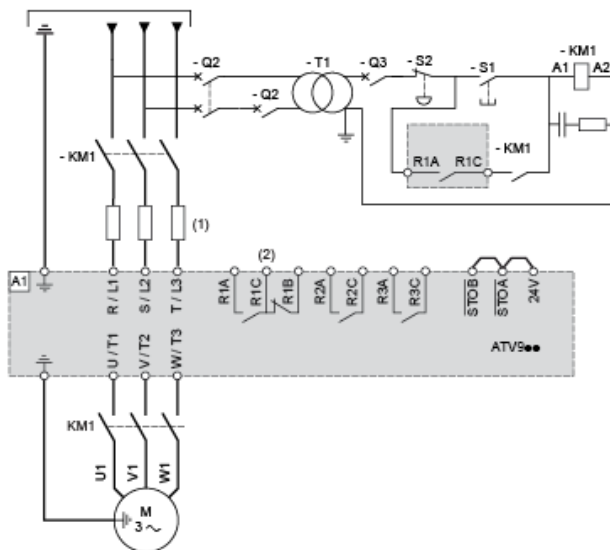 - Q2
- T1
- Q3
- S2
- S1
- KM1
A1
A2
- Q2
- KM1
R1A
R1C
- KM1
(1)
(2)
A1
R / L1
S / L2
T / L3
R1A
R1C
R1B
R2A
R2C
R3A
R3C
STOB
STOA
24V
U / T1
V / T2
W / T3
ATV9●●
KM1
U1
V1
W1
M
3 ~